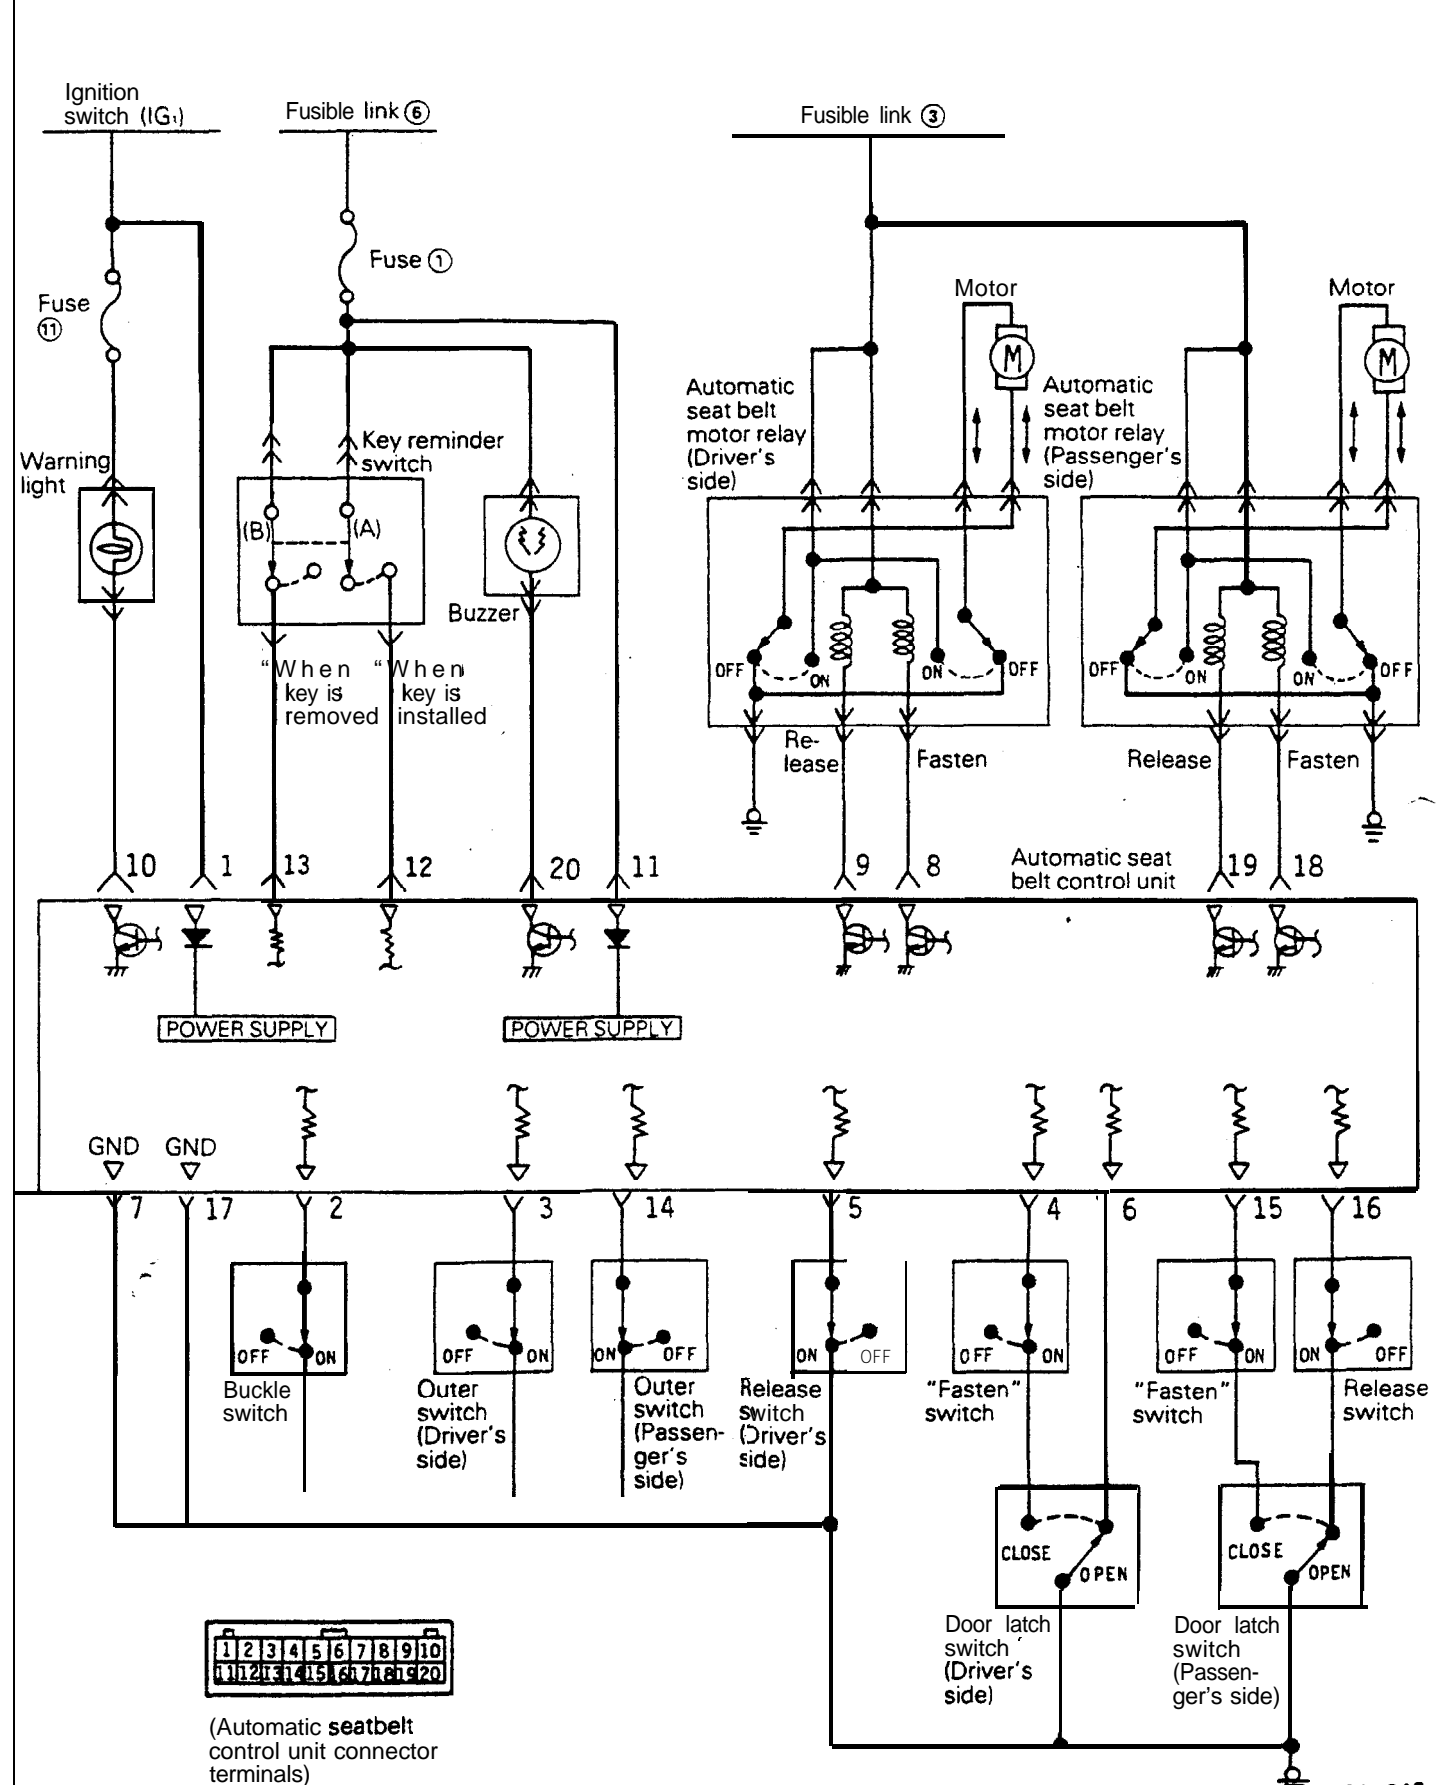 Ignition
switch (IG₁)
Fusible link ⑥
Fusible link ③
Fuse ①
Fuse
⑪
Motor
Motor
Automatic
seat belt
motor relay
(Driver's
side)
Automatic
seat belt
motor relay
(Passenger's
side)
M
M
Key reminder
switch
Warning
light
(B)
(A)
Buzzer
"When
key is
removed
"When
key is
installed
OFF
ON
ON
OFF
OFF
ON
ON
OFF
Re-
lease
Fasten
Release
Fasten
Automatic seat
belt control unit
10
1
13
12
20
11
9
8
19
18
POWER SUPPLY
POWER SUPPLY
GND
GND
7
17
2
3
14
5
4
6
15
16
OFF
ON
OFF
ON
ON
OFF
ON
OFF
OFF
ON
OFF
ON
ON
OFF
Buckle
switch
Outer
switch
(Driver's
side)
Outer
switch
(Passen-
ger's
side)
Release
switch
(Driver's
side)
"Fasten"
switch
"Fasten"
switch
Release
switch
CLOSE
OPEN
CLOSE
OPEN
Door latch
switch
(Driver's
side)
Door latch
switch
(Passen-
ger's side)
1 2 3 4 5 6 7 8 9 10
11 12 13 14 15 16 17 18 19 20
(Automatic seatbelt
control unit connector
terminals)